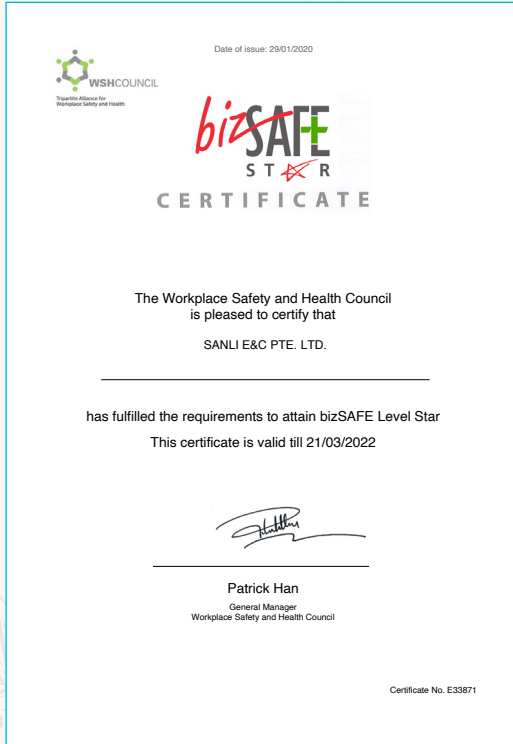 Date of issue: 29/01/2020
WSHCOUNCIL
Tripartite Alliance for
Workplace Safety and Health
bizSAFE
STAR
CERTIFICATE
The Workplace Safety and Health Council
is pleased to certify that
SANLI E&C PTE. LTD.
has fulfilled the requirements to attain bizSAFE Level Star
This certificate is valid till 21/03/2022
Patrick Han
General Manager
Workplace Safety and Health Council
Certificate No. E33871